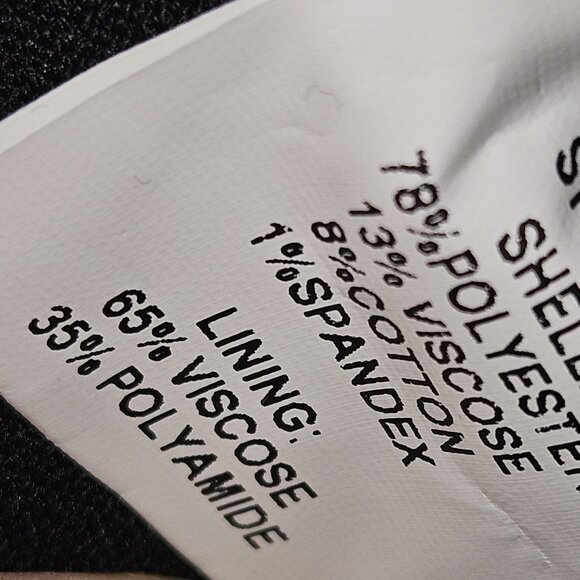 SHELL
78%POLYESTER
13% VISCOSE
8%COTTON
1%SPANDEX
LINING:
65% VISCOSE
35% POLYAMIDE